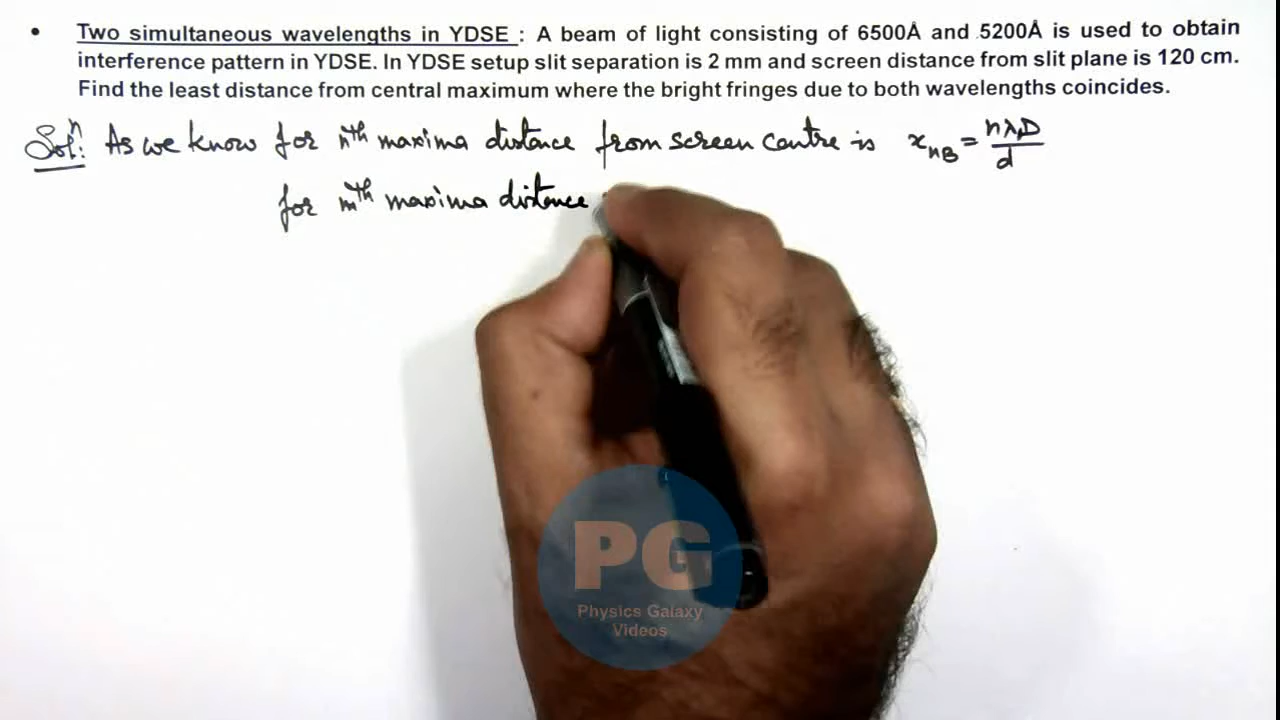 • Two simultaneous wavelengths in YDSE : A beam of light consisting of 6500Å and 5200Å is used to obtain
interference pattern in YDSE. In YDSE setup slit separation is 2 mm and screen distance from slit plane is 120 cm.
Find the least distance from central maximum where the bright fringes due to both wavelengths coincides.
Solⁿ: As we know for nth maxima distance from screen centre is x_nB = nλ₁D/d
for mth maxima distance
PG
Physics Galaxy
Videos